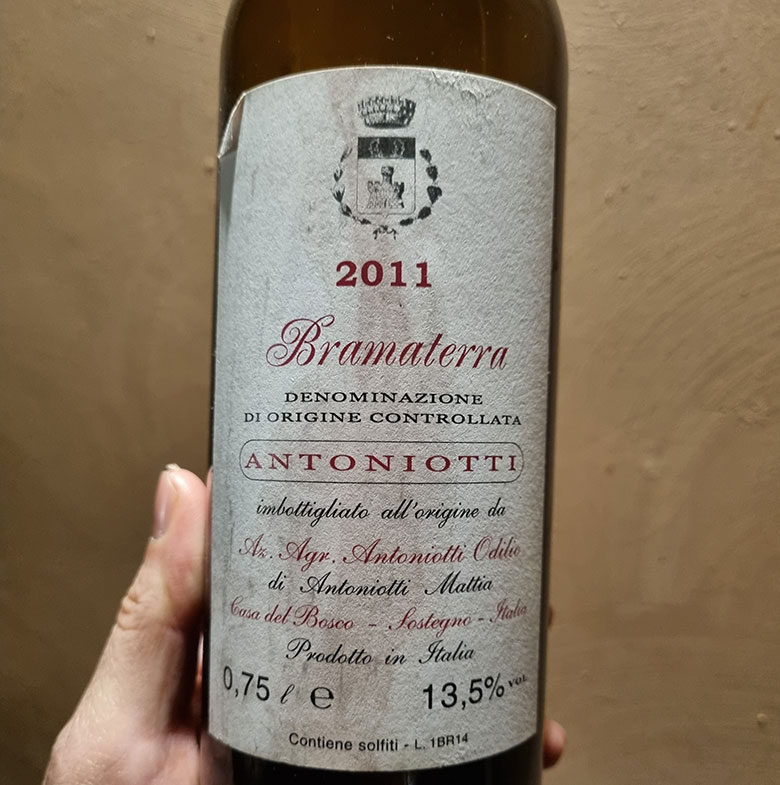 2011
Bramaterra
DENOMINAZIONE
DI ORIGINE CONTROLLATA
ANTONIOTTI
imbottigliato all'origine da
Az. Agr. Antoniotti Odilio
di Antoniotti Mattia
Casa del Bosco - Sostegno - Italia
Prodotto in Italia
0,75 ℓ e 13,5% VOL.
Contiene solfiti - L. 1BR14